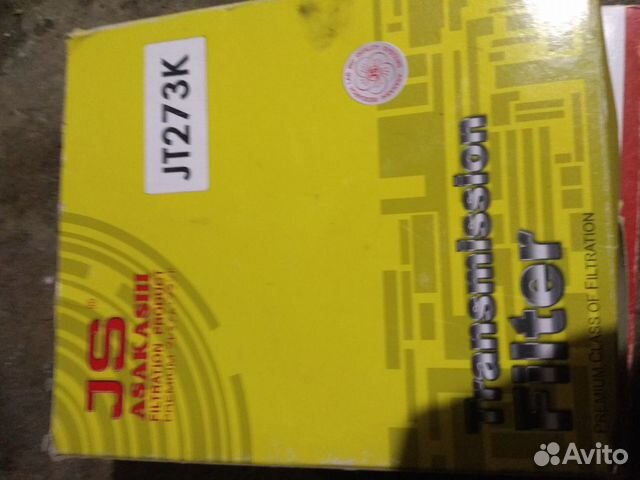 JT273K
JS®
ASAKASHI
FILTRATION PRODUCT
Transmission
Filter
PREMIUM CLASS OF FILTRATION
Avito